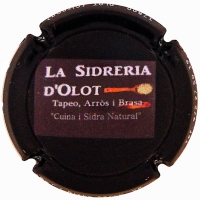 LA SIDRERIA
D'OLOT
Tapeo, Arròs i Brasa
"Cuina i Sidra Natural"